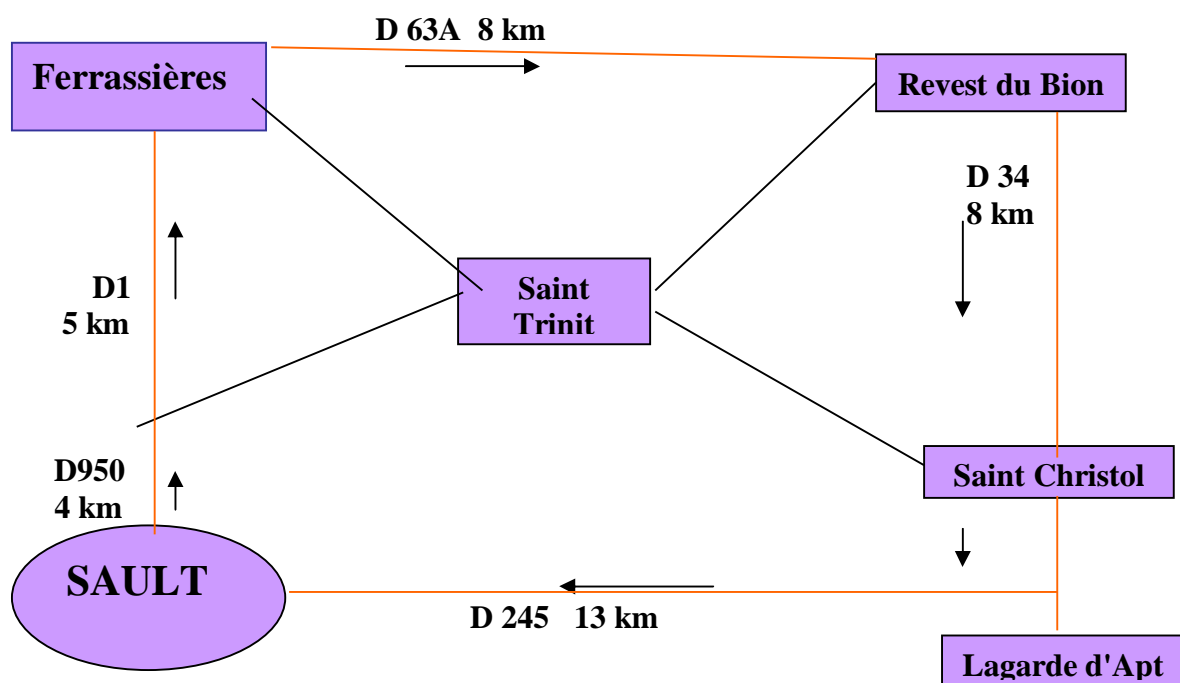 D 63A 8 km
Ferrassières
Revest du Bion
D 34
8 km
Saint
Trinit
D1
5 km
D950
4 km
Saint Christol
SAULT
D 245 13 km
Lagarde d'Apt